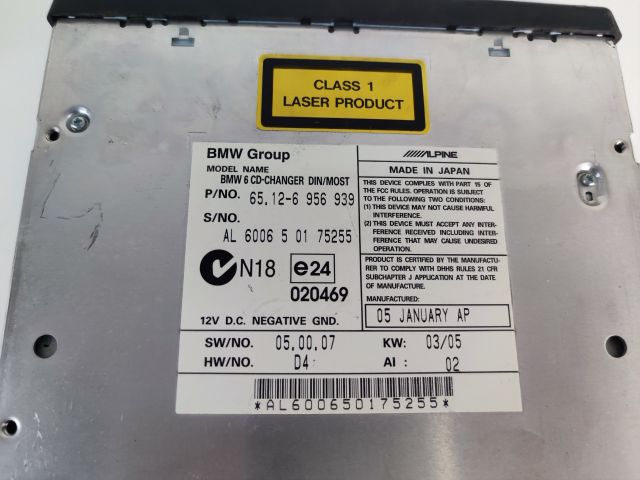 CLASS 1
LASER PRODUCT
BMW Group
MODEL NAME
BMW 6 CD-CHANGER DIN/MOST
P/NO. 65.12-6 956 939
S/NO.
AL 6006 5 01 75255
N18 e24
020469
12V D.C. NEGATIVE GND.
ALPINE
MADE IN JAPAN
THIS DEVICE COMPLIES WITH PART 15 OF
THE FCC RULES. OPERATION IS SUBJECT
TO THE FOLLOWING TWO CONDITIONS:
(1) THIS DEVICE MAY NOT CAUSE HARMFUL
INTERFERENCE.
(2) THIS DEVICE MUST ACCEPT ANY INTER-
FERENCE RECEIVED INCLUDING INTER-
FERENCE THAT MAY CAUSE UNDESIRED
OPERATION.
PRODUCT IS CERTIFIED BY THE MANUFACTU-
RER TO COMPLY WITH DHHS RULES 21 CFR
SUBCHAPTER J APPLICATION AT THE DATE
OF MANUFACTURE.
MANUFACTURED:
05 JANUARY AP
SW/NO. 05.00.07 KW: 03/05
HW/NO. D4 AI : 02
*AL600650175255*